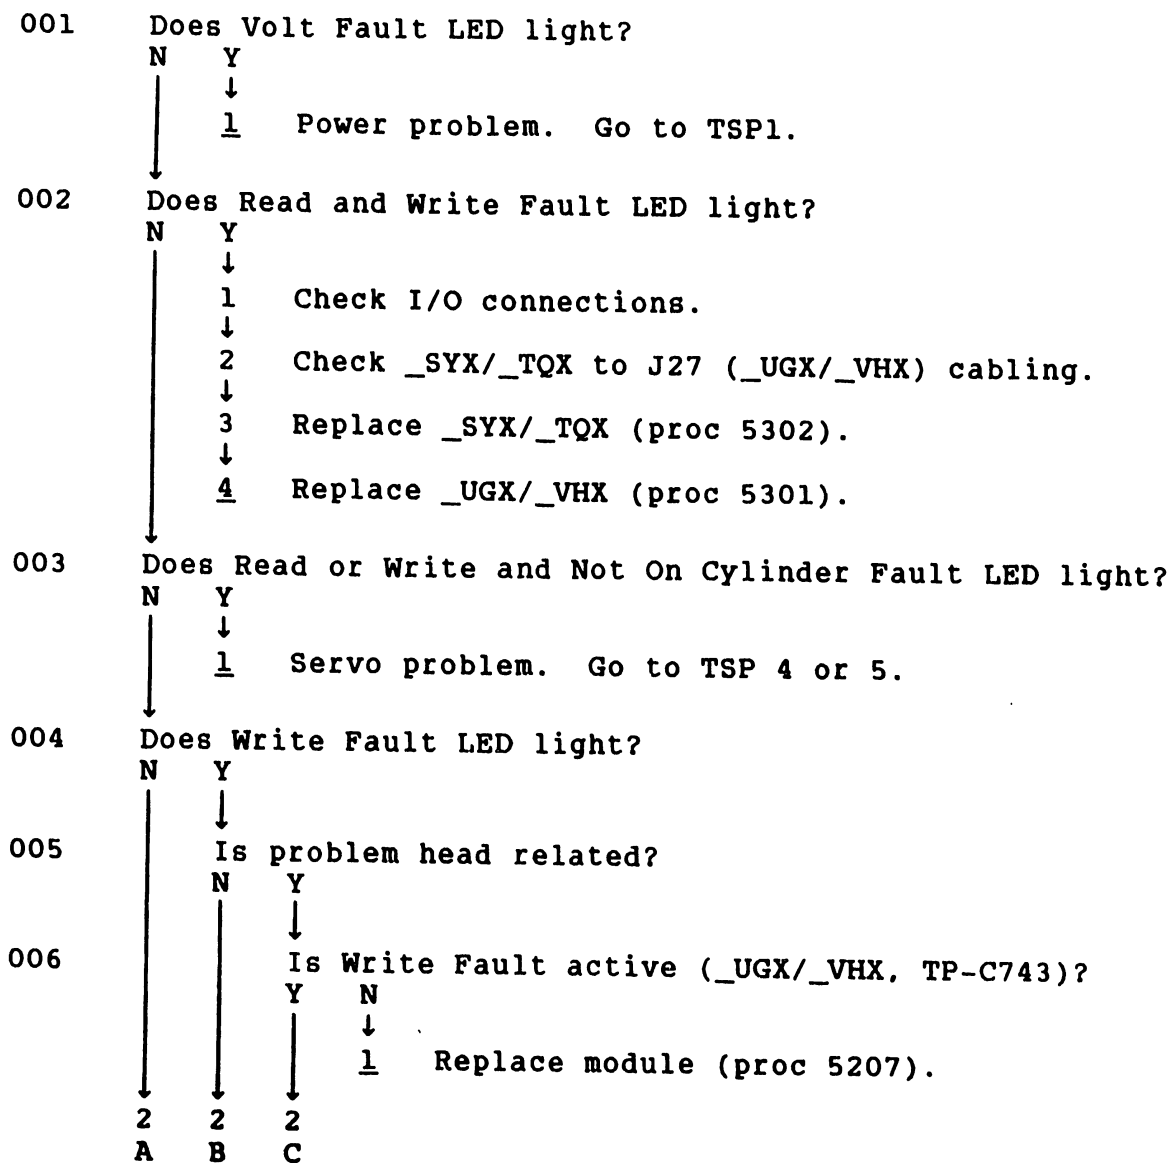 001 Does Volt Fault LED light?
N Y
1 Power problem. Go to TSP1.
002 Does Read and Write Fault LED light?
N Y
1 Check I/O connections.
2 Check _SYX/_TQX to J27 (_UGX/_VHX) cabling.
3 Replace _SYX/_TQX (proc 5302).
4 Replace _UGX/_VHX (proc 5301).
003 Does Read or Write and Not On Cylinder Fault LED light?
N Y
1 Servo problem. Go to TSP 4 or 5.
004 Does Write Fault LED light?
N Y
005 Is problem head related?
N Y
006 Is Write Fault active (_UGX/_VHX, TP-C743)?
Y N
1 Replace module (proc 5207).
2 2 2
A B C